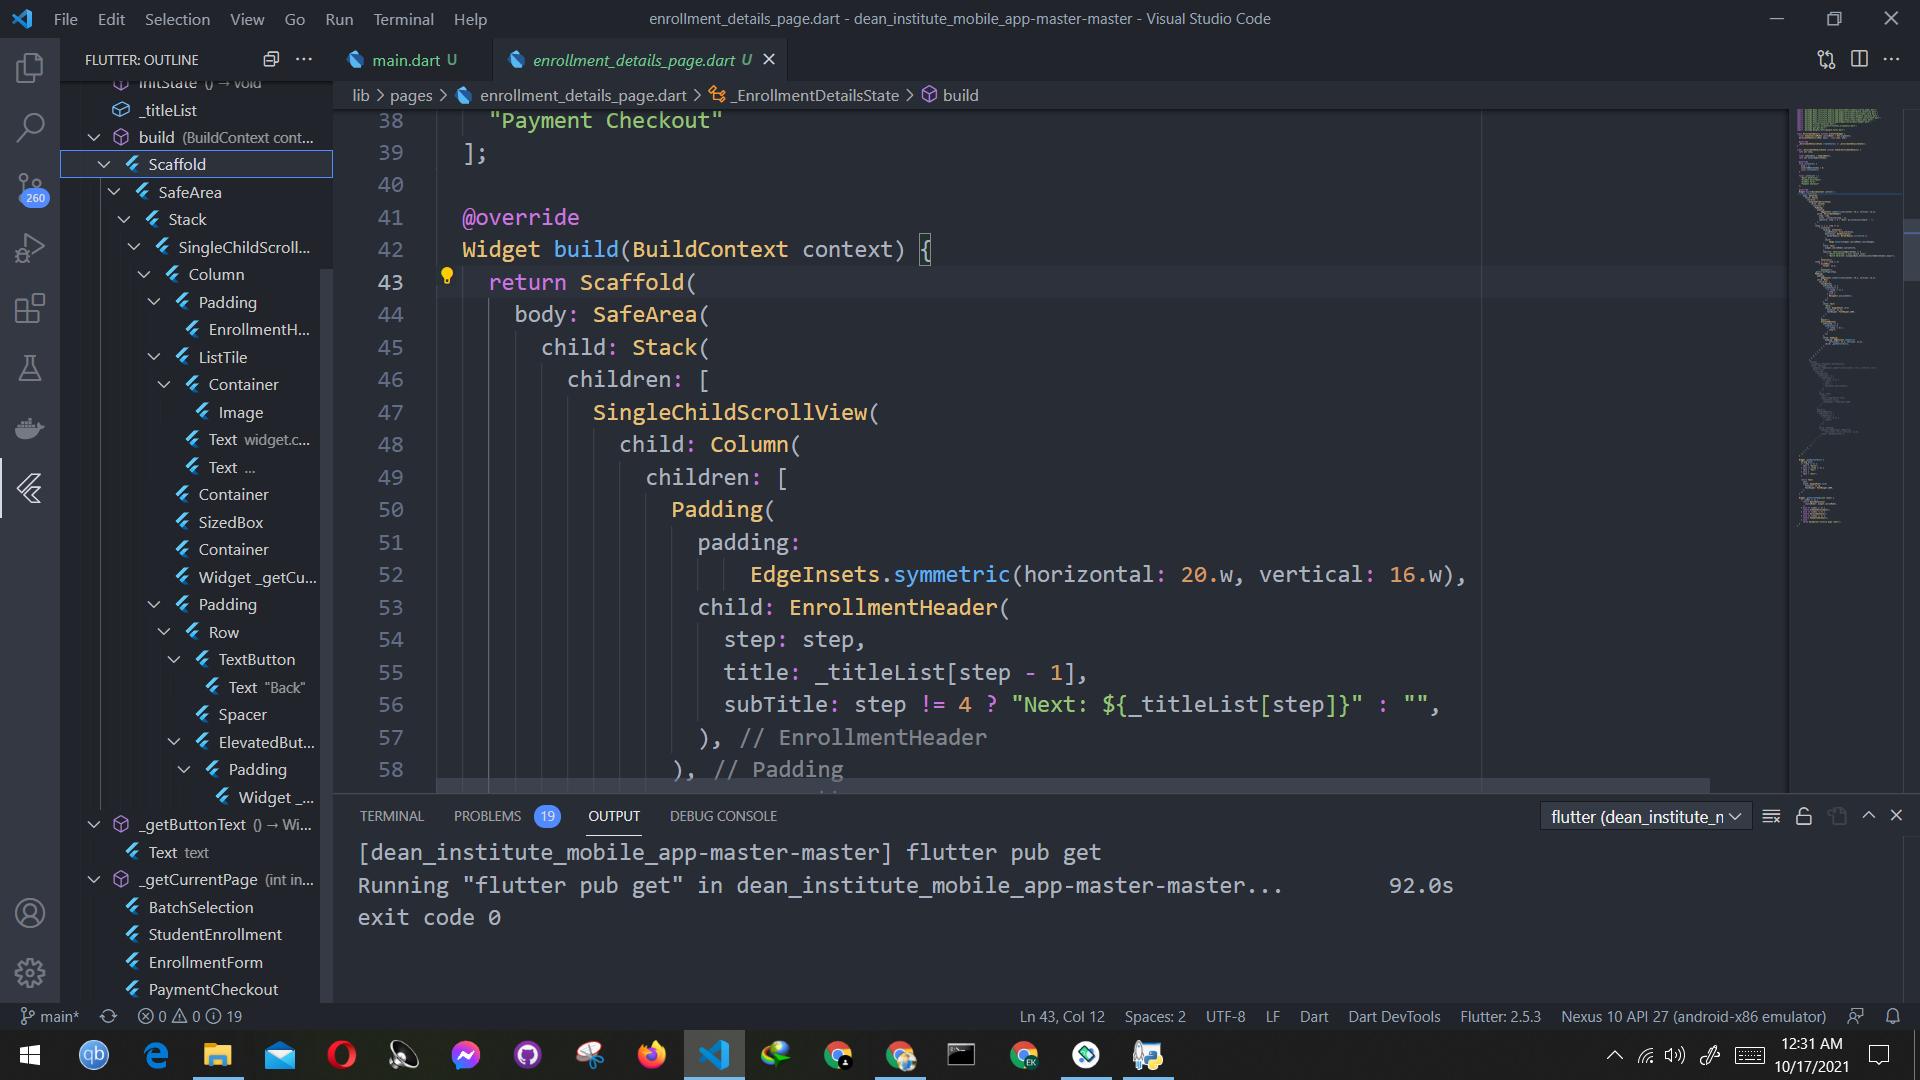 File Edit Selection View Go Run Terminal Help
enrollment_details_page.dart - dean_institute_mobile_app-master-master - Visual Studio Code
FLUTTER: OUTLINE
initState () → void
_titleList
build (BuildContext cont...
Scaffold
SafeArea
Stack
SingleChildScroll...
Column
Padding
EnrollmentH...
ListTile
Container
Image
Text widget.c...
Text ...
Container
SizedBox
Container
Widget _getCu...
Padding
Row
TextButton
Text "Back"
Spacer
ElevatedBut...
Padding
Widget _...
_getButtonText () → Wi...
Text text
_getCurrentPage (int in...
BatchSelection
StudentEnrollment
EnrollmentForm
PaymentCheckout
260
main.dart U
enrollment_details_page.dart U
lib > pages > enrollment_details_page.dart > _EnrollmentDetailsState > build
38 "Payment Checkout"
39 ];
40
41 @override
42 Widget build(BuildContext context) {
43 return Scaffold(
44 body: SafeArea(
45 child: Stack(
46 children: [
47 SingleChildScrollView(
48 child: Column(
49 children: [
50 Padding(
51 padding:
52 EdgeInsets.symmetric(horizontal: 20.w, vertical: 16.w),
53 child: EnrollmentHeader(
54 step: step,
55 title: _titleList[step - 1],
56 subTitle: step != 4 ? "Next: ${_titleList[step]}" : "",
57 ), // EnrollmentHeader
58 ), // Padding
TERMINAL PROBLEMS 19 OUTPUT DEBUG CONSOLE
flutter (dean_institute_m
[dean_institute_mobile_app-master-master] flutter pub get
Running "flutter pub get" in dean_institute_mobile_app-master-master... 92.0s
exit code 0
main* 0 0 19
Ln 43, Col 12 Spaces: 2 UTF-8 LF Dart Dart DevTools Flutter: 2.5.3 Nexus 10 API 27 (android-x86 emulator)
qb
EK
12:31 AM
10/17/2021